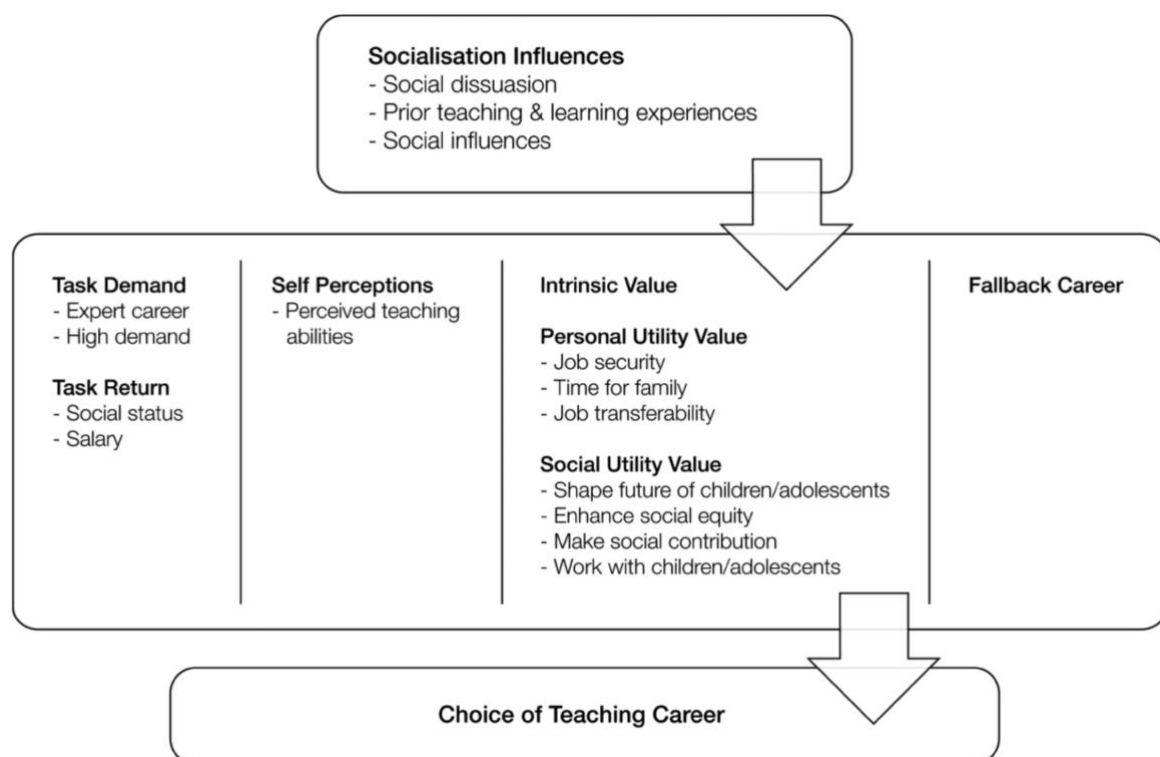 Socialisation Influences
- Social dissuasion
- Prior teaching & learning experiences
- Social influences
Task Demand
- Expert career
- High demand
Task Return
- Social status
- Salary
Self Perceptions
- Perceived teaching
abilities
Intrinsic Value
Personal Utility Value
- Job security
- Time for family
- Job transferability
Social Utility Value
- Shape future of children/adolescents
- Enhance social equity
- Make social contribution
- Work with children/adolescents
Fallback Career
Choice of Teaching Career